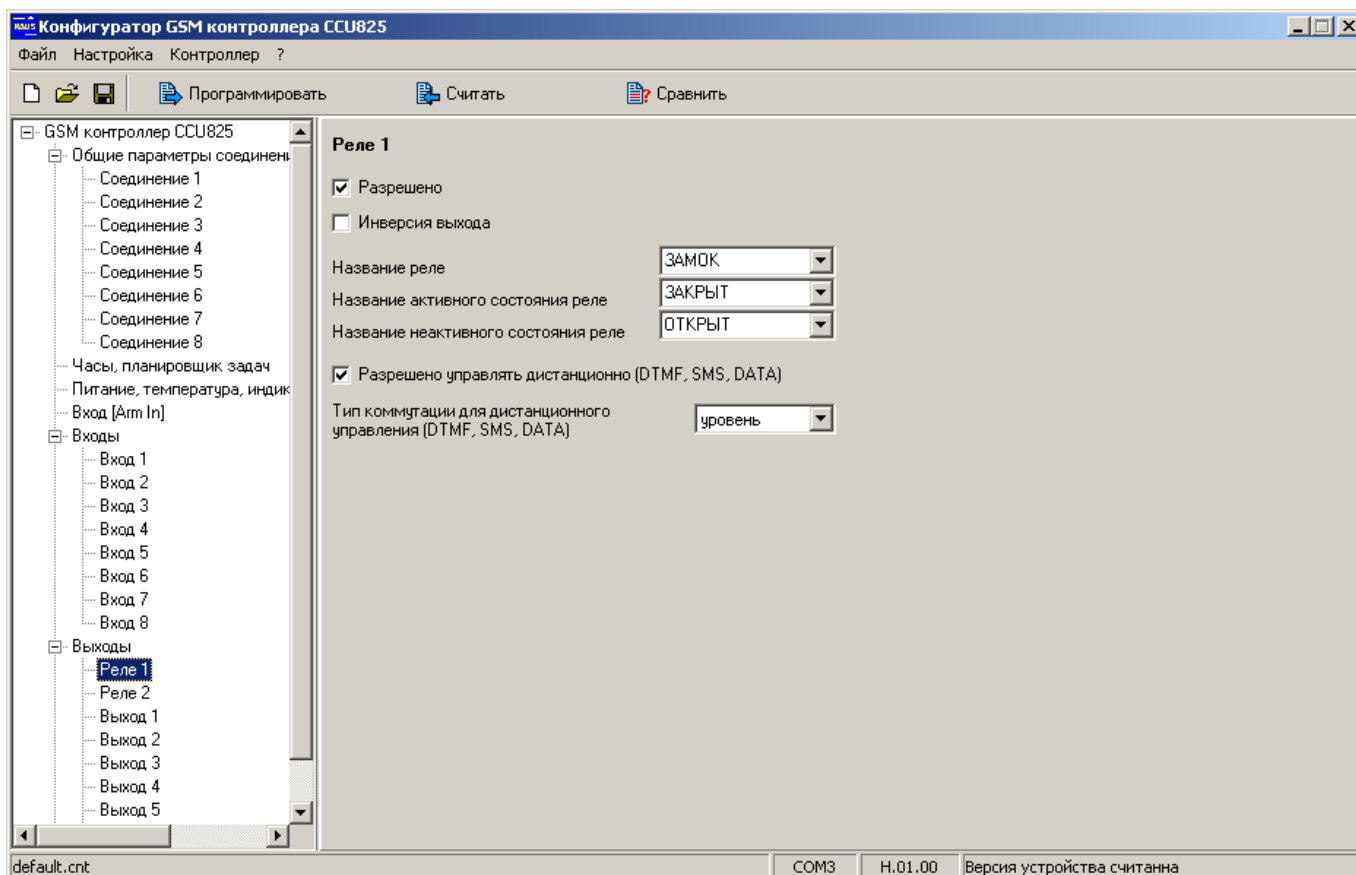 Конфигуратор GSM контроллера CCU825
Файл Настройка Контроллер ?
Программировать Считать Сравнить
GSM контроллер CCU825
Общие параметры соединен
Соединение 1
Соединение 2
Соединение 3
Соединение 4
Соединение 5
Соединение 6
Соединение 7
Соединение 8
Часы, планировщик задач
Питание, температура, индик
Вход [Arm In]
Входы
Вход 1
Вход 2
Вход 3
Вход 4
Вход 5
Вход 6
Вход 7
Вход 8
Выходы
Реле 1
Реле 2
Выход 1
Выход 2
Выход 3
Выход 4
Выход 5
Реле 1
Разрешено
Инверсия выхода
Название реле ЗАМОК
Название активного состояния реле ЗАКРЫТ
Название неактивного состояния реле ОТКРЫТ
Разрешено управлять дистанционно (DTMF, SMS, DATA)
Тип коммутации для дистанционного
управления (DTMF, SMS, DATA) уровень
default.cnt COM3 H.01.00 Версия устройства считанна